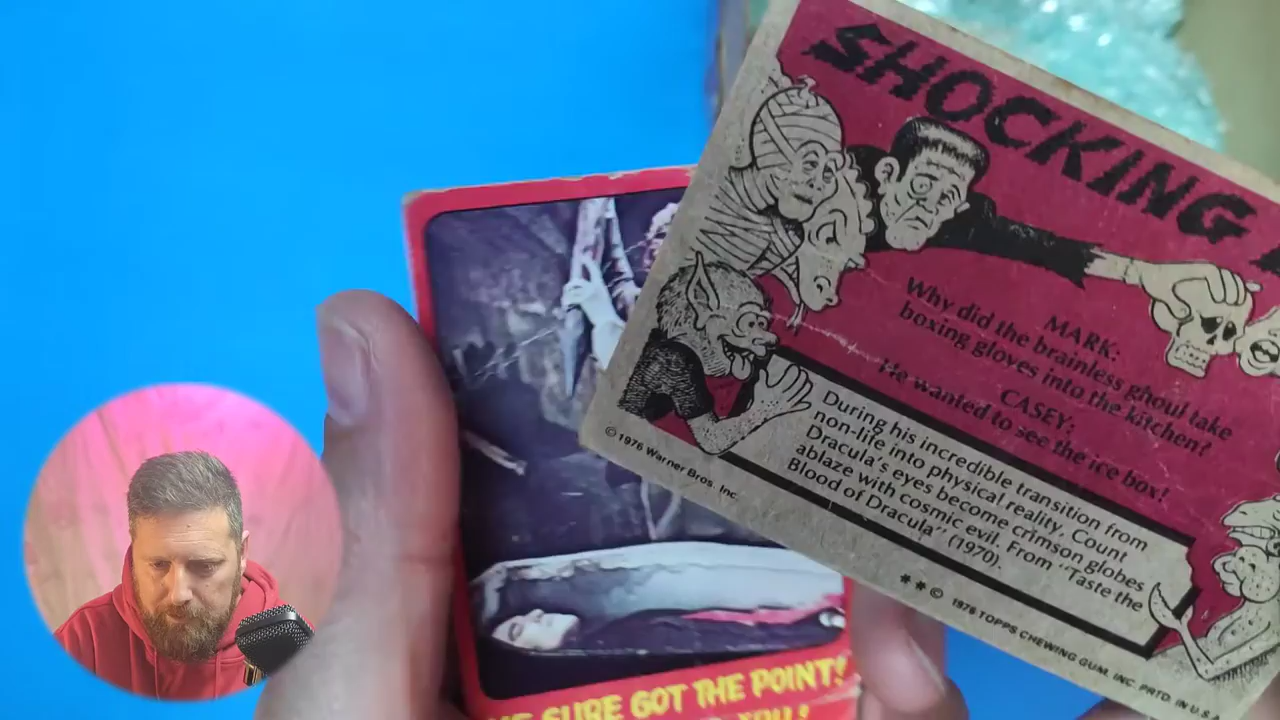 SHOCKING
MARK:
Why did the brainless ghoul take
boxing gloves into the kitchen?
CASEY:
He wanted to see the ice box!
During his incredible transition from
non-life into physical reality, Count
Dracula's eyes become crimson globes
ablaze with cosmic evil. From "Taste the
Blood of Dracula" (1970).
© 1976 Warner Bros. Inc.
**© 1976 TOPPS CHEWING GUM, INC. PRTD. IN U.S.A.
SURE GOT THE POINT!
YOU!